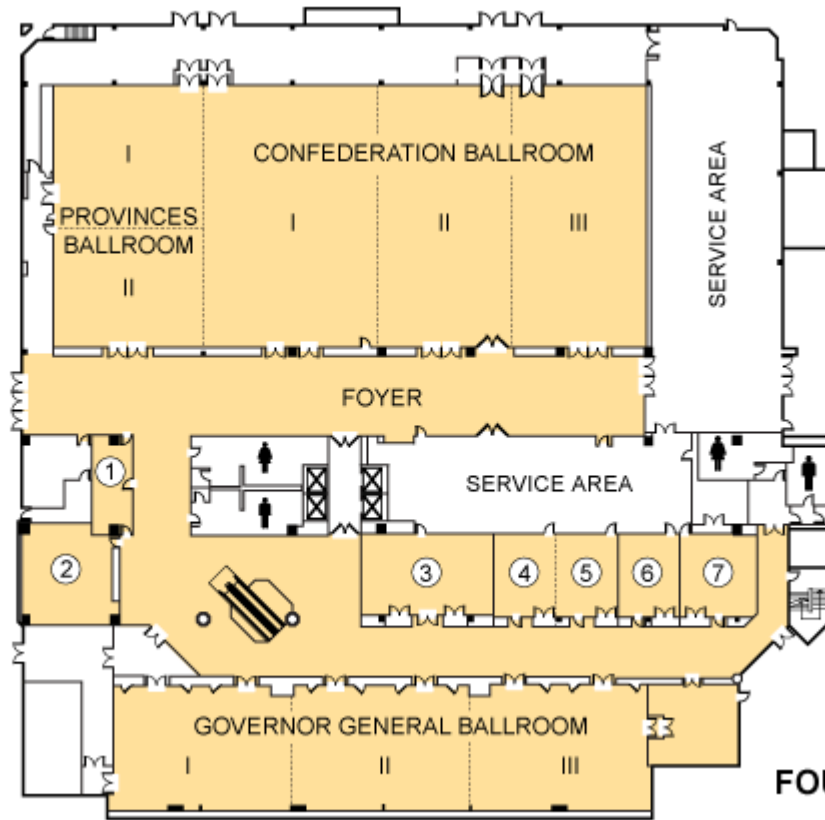 I
CONFEDERATION BALLROOM
PROVINCES
BALLROOM
I
II
III
II
SERVICE AREA
FOYER
1
SERVICE AREA
2
3
4
5
6
7
GOVERNOR GENERAL BALLROOM
I
II
III
FOU